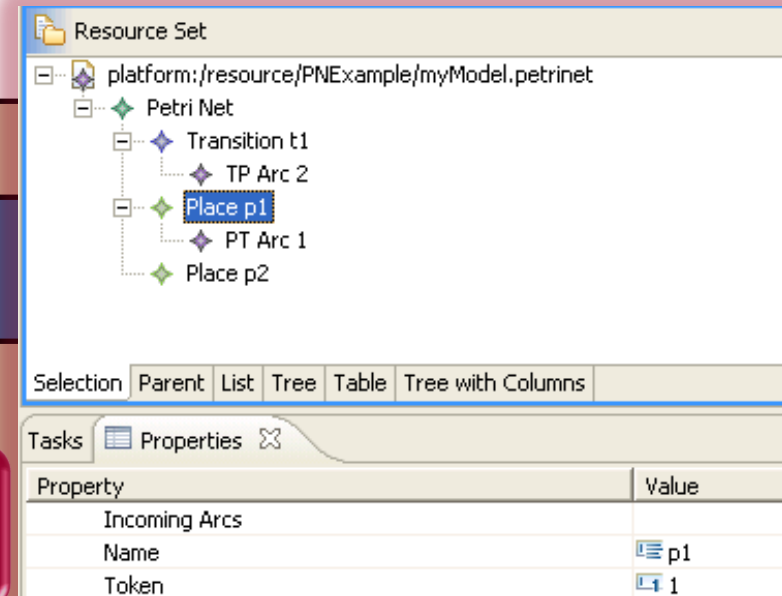 Resource Set
platform:/resource/PNExample/myModel.petrinet
Petri Net
Transition t1
TP Arc 2
Place p1
PT Arc 1
Place p2
Selection Parent List Tree Table Tree with Columns
Tasks Properties
Property Value
Incoming Arcs
Name p1
Token 1